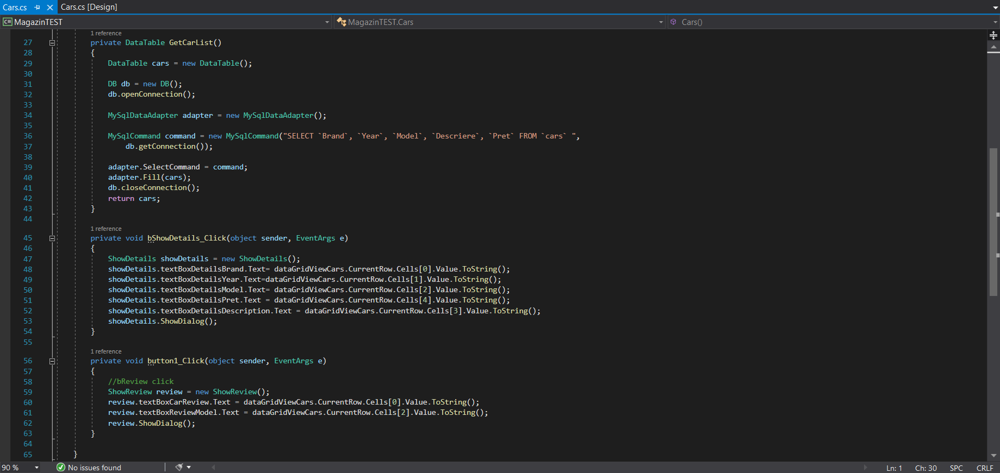 Cars.cs Cars.cs [Design]
C# MagazinTEST MagazinTEST.Cars Cars()
1 reference
27 private DataTable GetCarList()
28 {
29 DataTable cars = new DataTable();
30
31 DB db = new DB();
32 db.openConnection();
33
34 MySqlDataAdapter adapter = new MySqlDataAdapter();
35
36 MySqlCommand command = new MySqlCommand("SELECT `Brand`, `Year`, `Model`, `Descriere`, `Pret` FROM `cars` ",
37 db.getConnection());
38
39 adapter.SelectCommand = command;
40 adapter.Fill(cars);
41 db.closeConnection();
42 return cars;
43 }
44
1 reference
45 private void bShowDetails_Click(object sender, EventArgs e)
46 {
47 ShowDetails showDetails = new ShowDetails();
48 showDetails.textBoxDetailsBrand.Text= dataGridViewCars.CurrentRow.Cells[0].Value.ToString();
49 showDetails.textBoxDetailsYear.Text=dataGridViewCars.CurrentRow.Cells[1].Value.ToString();
50 showDetails.textBoxDetailsModel.Text= dataGridViewCars.CurrentRow.Cells[2].Value.ToString();
51 showDetails.textBoxDetailsPret.Text = dataGridViewCars.CurrentRow.Cells[4].Value.ToString();
52 showDetails.textBoxDetailsDescription.Text = dataGridViewCars.CurrentRow.Cells[3].Value.ToString();
53 showDetails.ShowDialog();
54 }
55
1 reference
56 private void button1_Click(object sender, EventArgs e)
57 {
58 //bReview click
59 ShowReview review = new ShowReview();
60 review.textBoxCarReview.Text = dataGridViewCars.CurrentRow.Cells[0].Value.ToString();
61 review.textBoxReviewModel.Text = dataGridViewCars.CurrentRow.Cells[2].Value.ToString();
62 review.ShowDialog();
63 }
64
65 }
90 % No issues found Ln: 1 Ch: 30 SPC CRLF